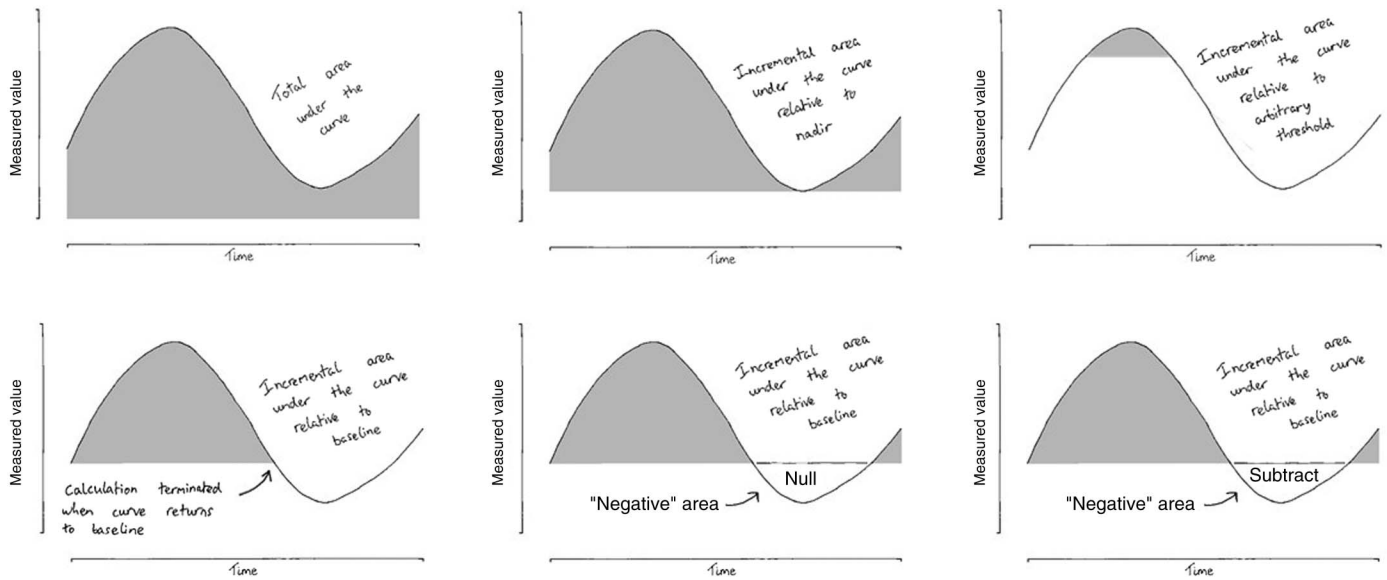 Measured value
Total area
under the
curve
Time
Measured value
Incremental area
under the curve
relative to
nadir
Time
Measured value
Incremental area
under the curve
relative to
arbitrary
threshold
Time
Measured value
Incremental area
under the curve
relative to
baseline
Calculation terminated
when curve returns
to baseline
Time
Measured value
Incremental area
under the curve
relative to
baseline
Null
"Negative" area
Time
Measured value
Incremental area
under the curve
relative to
baseline
Subtract
"Negative" area
Time